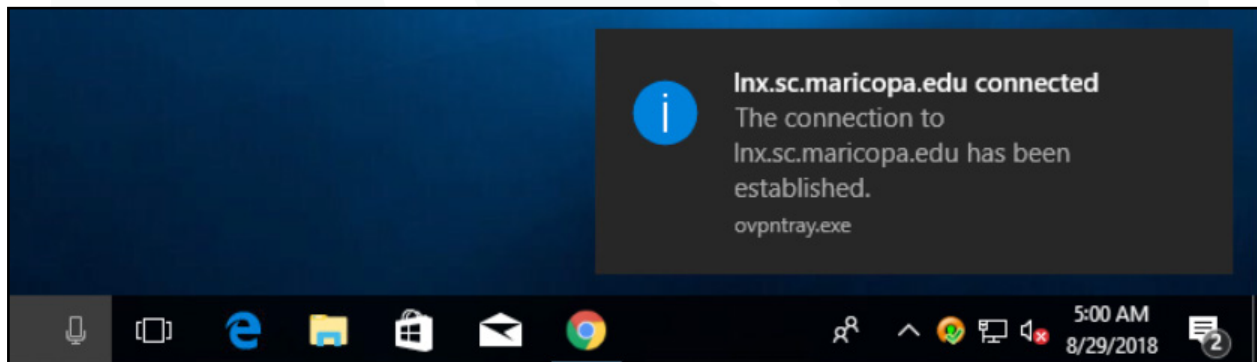 lnx.sc.maricopa.edu connected
The connection to
lnx.sc.maricopa.edu has been
established.
ovpntray.exe
5:00 AM
8/29/2018
2